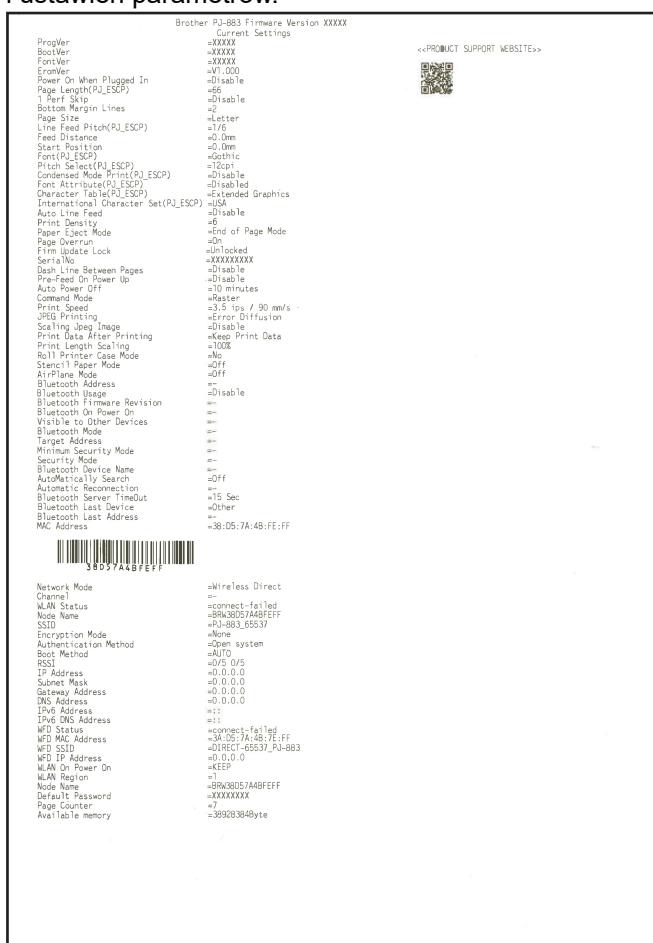 i ustawień parametrów.
Brother PJ-883 Firmware Version XXXXX
Current Settings
<<PRODUCT SUPPORT WEBSITE>>
ProgVer =XXXXX
BootVer =XXXXX
FontVer =XXXXX
EromVer =V1.000
Power On When Plugged In =Disable
Page Length(PJ_ESCP) =66
1 Perf Skip =Disable
Bottom Margin Lines =2
Page Size =Letter
Line Feed Pitch(PJ_ESCP) =1/6
Feed Distance =0.0mm
Start Position =0.0mm
Font(PJ_ESCP) =Gothic
Pitch Select(PJ_ESCP) =12cpi
Condensed Mode Print(PJ_ESCP) =Disable
Font Attribute(PJ_ESCP) =Disabled
Character Table(PJ_ESCP) =Extended Graphics
International Character Set(PJ_ESCP) =USA
Auto Line Feed =Disable
Print Density =6
Paper Eject Mode =End of Page Mode
Page Overrun =On
Firm Update Lock =Unlocked
SerialNo =XXXXXXXXX
Dash Line Between Pages =Disable
Pre-Feed On Power Up =Disable
Auto Power Off =10 minutes
Command Mode =Raster
Print Speed =3.5 ips / 90 mm/s
JPEG Printing =Error Diffusion
Scaling Jpeg Image =Disable
Print Data After Printing =Keep Print Data
Print Length Scaling =100%
Roll Printer Case Mode =No
Stencil Paper Mode =Off
AirPlane Mode =Off
Bluetooth Address =-
Bluetooth Usage =Disable
Bluetooth Firmware Revision =-
Bluetooth On Power On =-
Visible to Other Devices =-
Bluetooth Mode =-
Target Address =-
Minimum Security Mode =-
Security Mode =-
Bluetooth Device Name =-
AutoMatically Search =Off
Automatic Reconnection =-
Bluetooth Server TimeOut =15 Sec
Bluetooth Last Device =Other
Bluetooth Last Address =-
MAC Address =38:D5:7A:4B:FE:FF
38D57A4BFEFF
Network Mode =Wireless Direct
Channel =-
WLAN Status =connect-failed
Node Name =BRW38D57A4BFEFF
SSID =PJ-883_65537
Encryption Mode =None
Authentication Method =Open system
Boot Method =AUTO
RSSI =0/5 0/5
IP Address =0.0.0.0
Subnet Mask =0.0.0.0
Gateway Address =0.0.0.0
DNS Address =0.0.0.0
IPv6 Address =::
IPv6 DNS Address =::
WFD Status =connect-failed
WFD MAC Address =3A:D5:7A:4B:7E:FF
WFD SSID =DIRECT-65537_PJ-883
WFD IP Address =0.0.0.0
WLAN On Power On =KEEP
WLAN Region =1
Node Name =BRW38D57A4BFEFF
Default Password =XXXXXXXX
Page Counter =7
Available memory =38928384Byte